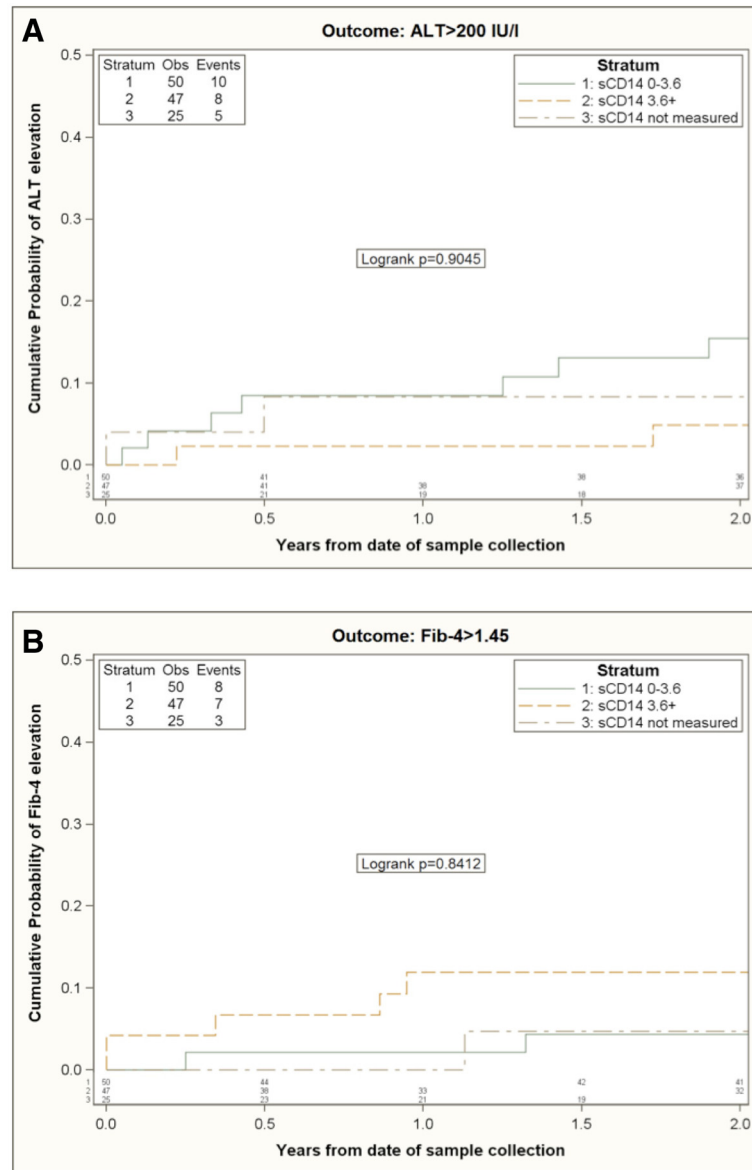 A
Outcome: ALT>200 IU/l
Stratum Obs Events
1 50 10
2 47 8
3 25 5
Stratum
1: sCD14 0-3.6
2: sCD14 3.6+
3: sCD14 not measured
Logrank p=0.9045
Cumulative Probability of ALT elevation
0.5
0.4
0.3
0.2
0.1
0.0
1 50 41 38 36
2 47 41 38 37
3 25 21 19 18
0.0 0.5 1.0 1.5 2.0
Years from date of sample collection
B
Outcome: Fib-4>1.45
Stratum Obs Events
1 50 8
2 47 7
3 25 3
Stratum
1: sCD14 0-3.6
2: sCD14 3.6+
3: sCD14 not measured
Logrank p=0.8412
Cumulative Probability of Fib-4 elevation
0.5
0.4
0.3
0.2
0.1
0.0
1 50 44 42 41
2 47 38 33 32
3 25 23 21 19
0.0 0.5 1.0 1.5 2.0
Years from date of sample collection